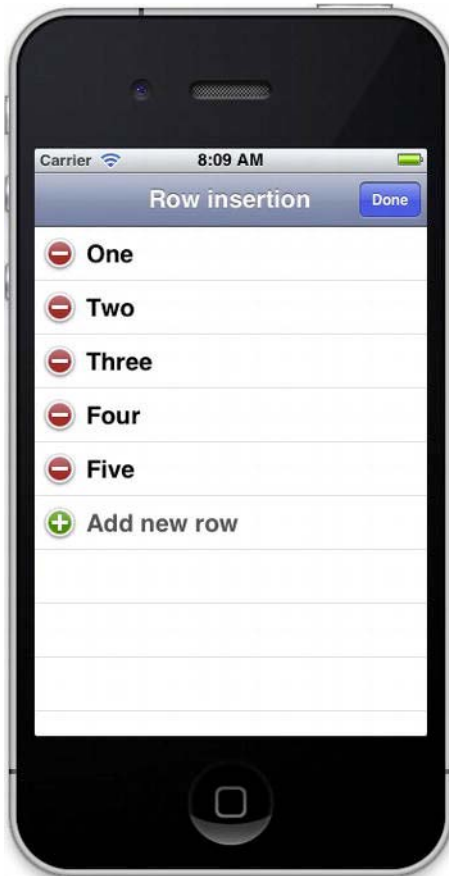 Carrier 8:09 AM
Row insertion Done
One
Two
Three
Four
Five
Add new row